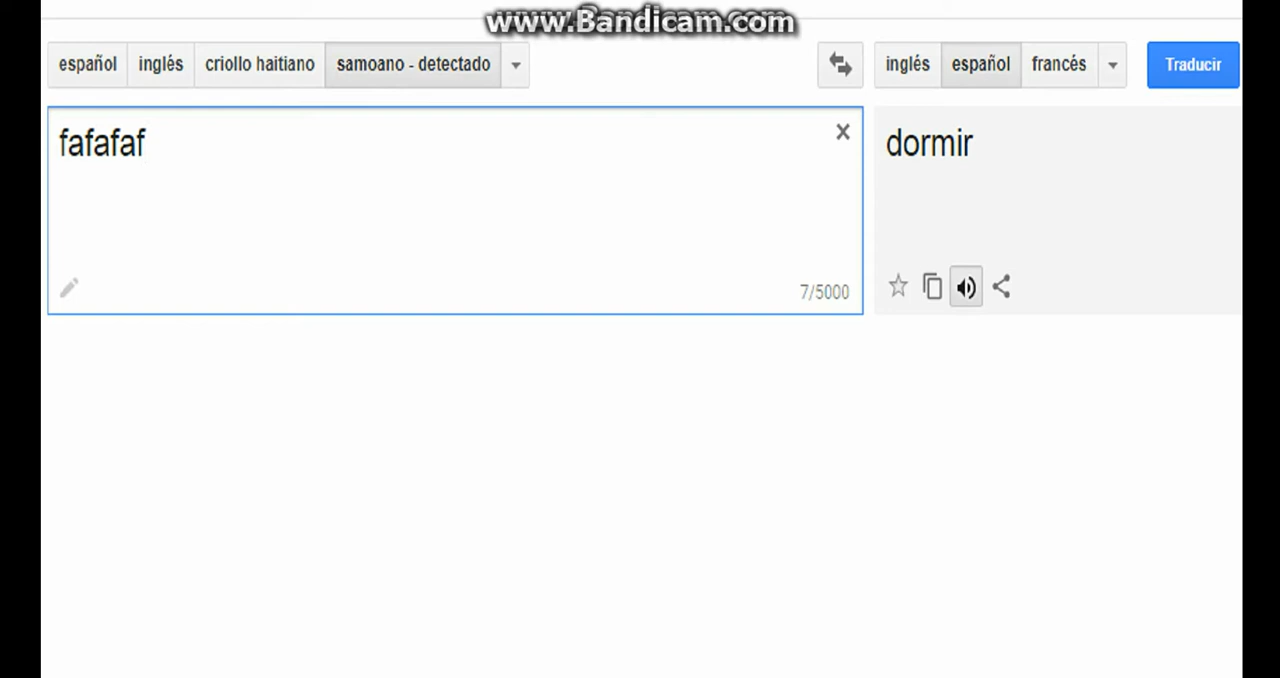 www.Bandicam.com
español inglés criollo haitiano samoano - detectado inglés español francés Traducir
fafafaf dormir
7/5000